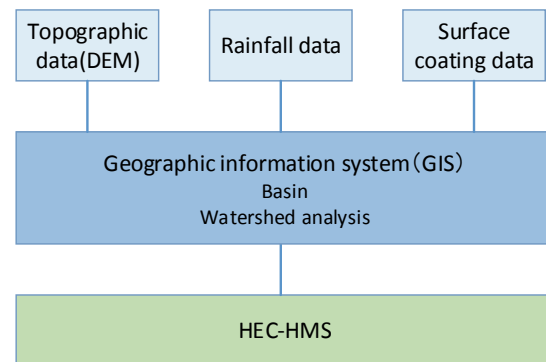 Topographic
data(DEM)
Rainfall data
Surface
coating data
Geographic information system（GIS）
Basin
Watershed analysis
HEC-HMS